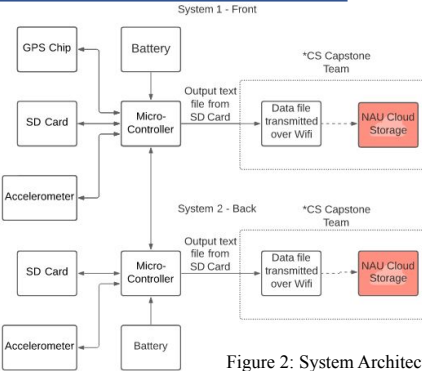 System 1 - Front
GPS Chip
Battery
*CS Capstone
Team
Output text
file from
SD Card
SD Card
Micro-
Controller
Data file
transmitted
over Wifi
NAU Cloud
Storage
Accelerometer
System 2 - Back
*CS Capstone
Team
Output text
file from
SD Card
SD Card
Micro-
Controller
Data file
transmitted
over Wifi
NAU Cloud
Storage
Accelerometer
Battery
Figure 2: System Architec